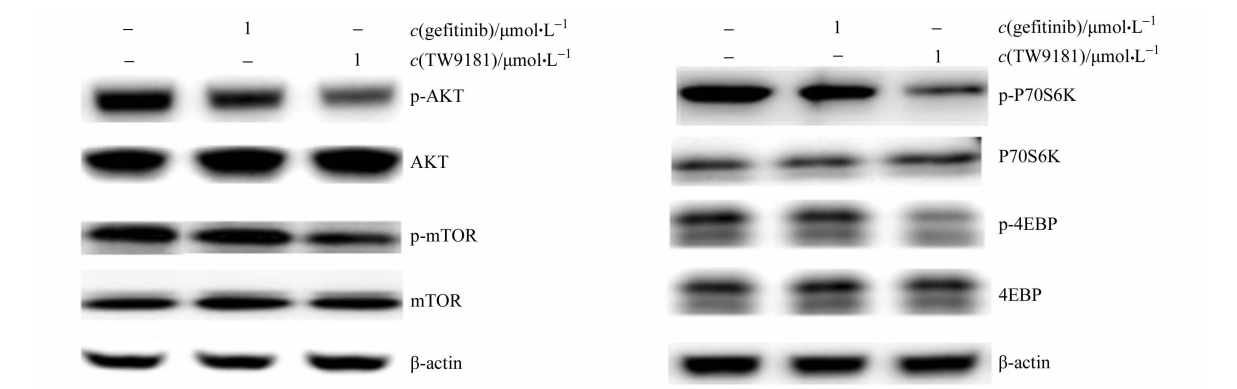 – 1 – c(gefitinib)/μmol·L⁻¹
– – 1 c(TW9181)/μmol·L⁻¹
p-AKT
AKT
p-mTOR
mTOR
β-actin
– 1 – c(gefitinib)/μmol·L⁻¹
– – 1 c(TW9181)/μmol·L⁻¹
p-P70S6K
P70S6K
p-4EBP
4EBP
β-actin